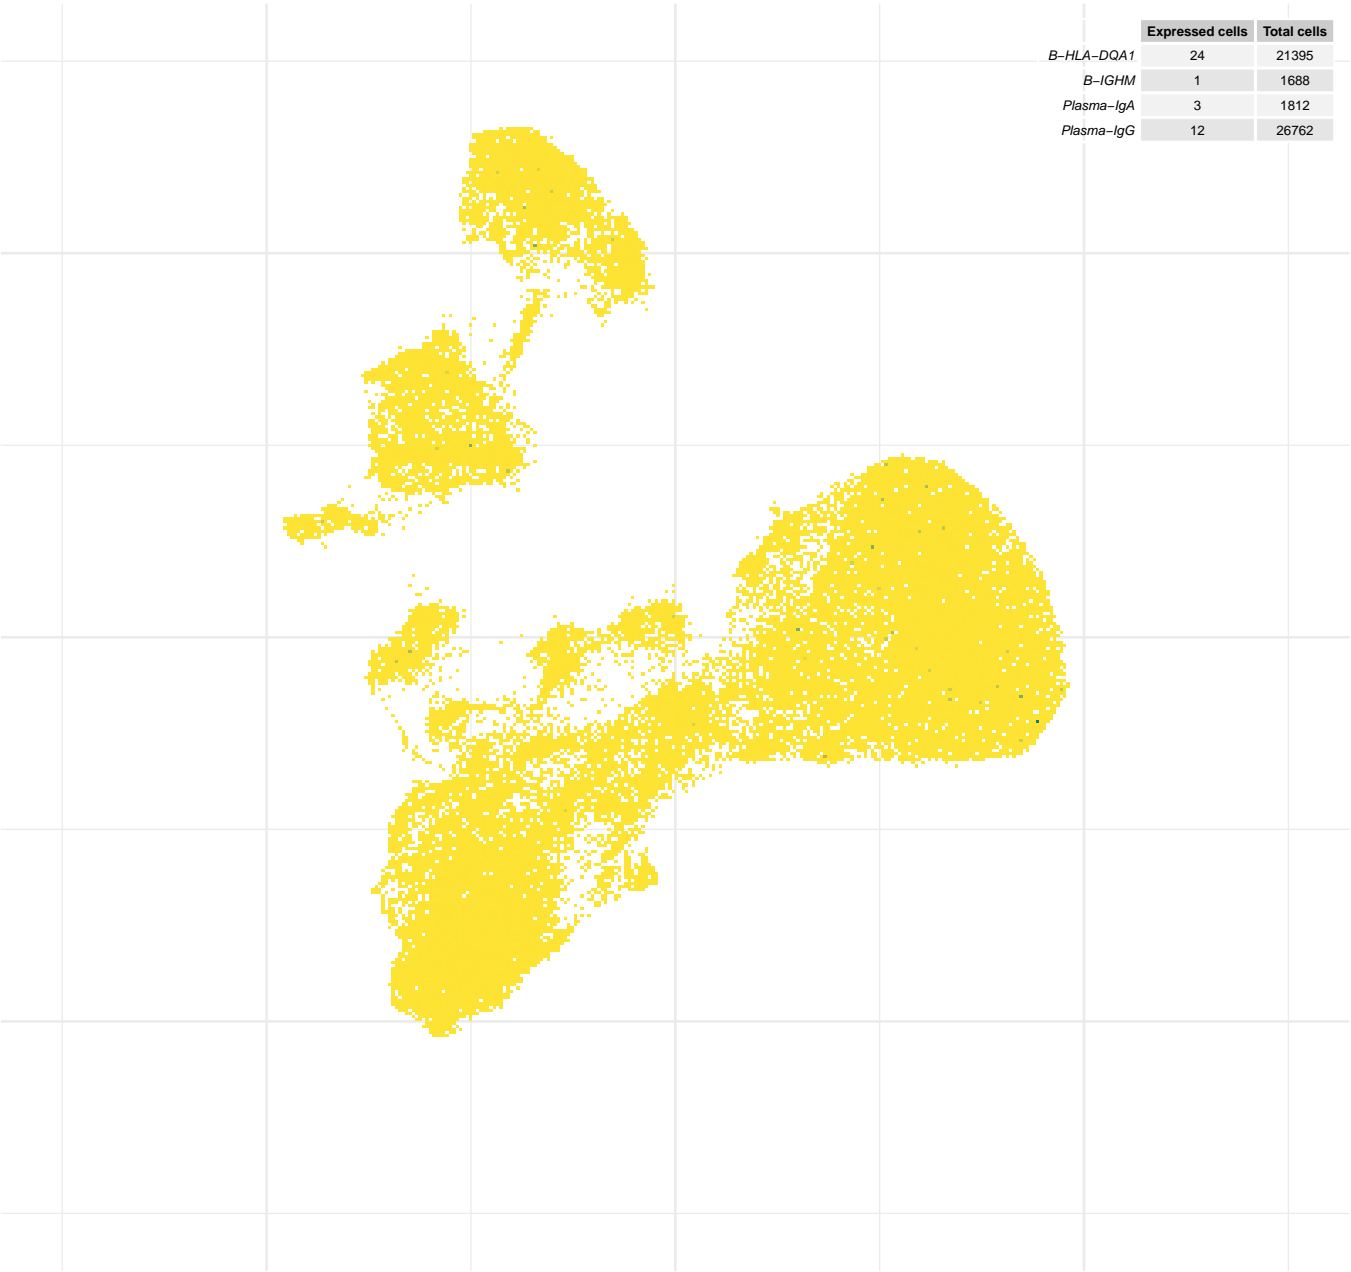 Expressed cells Total cells
B−HLA−DQA1 24 21395
B−IGHM 1 1688
Plasma−IgA 3 1812
Plasma−IgG 12 26762